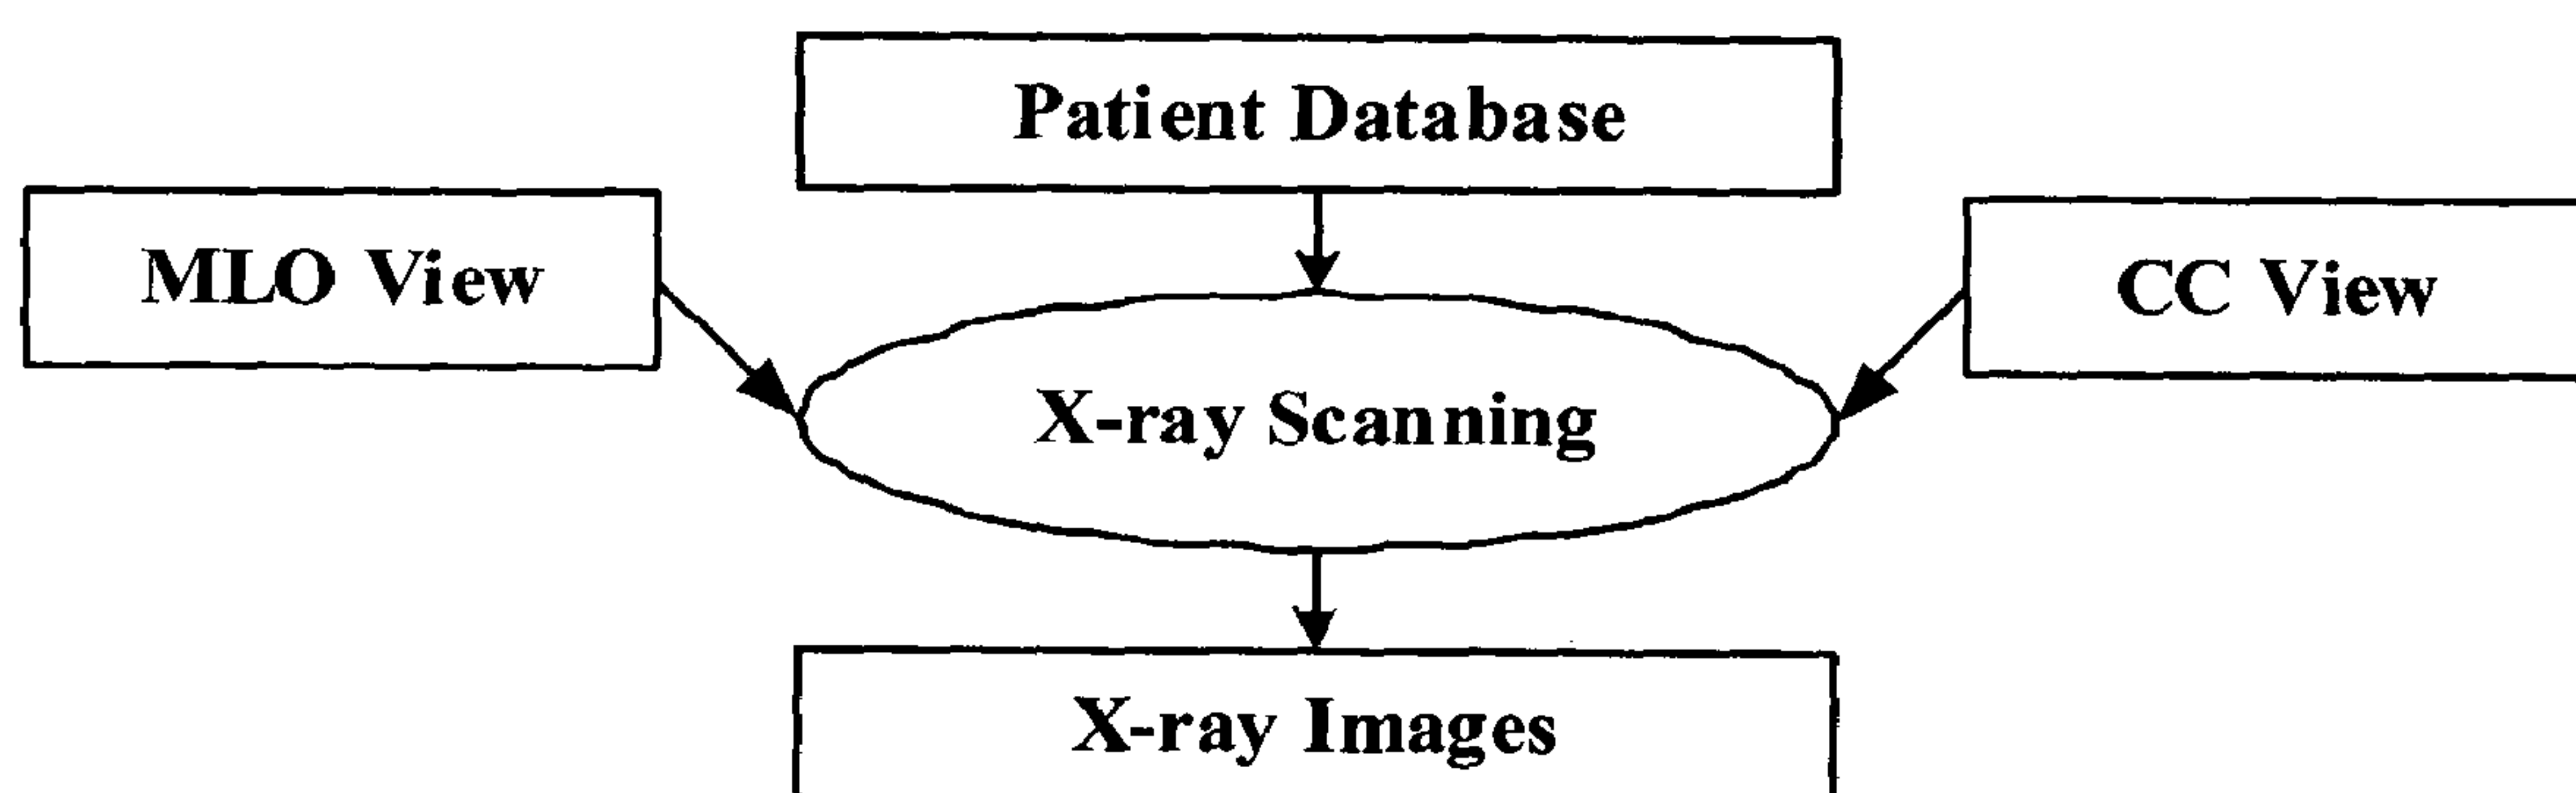 Patient Database
MLO View
CC View
X-ray Scanning
X-ray Images